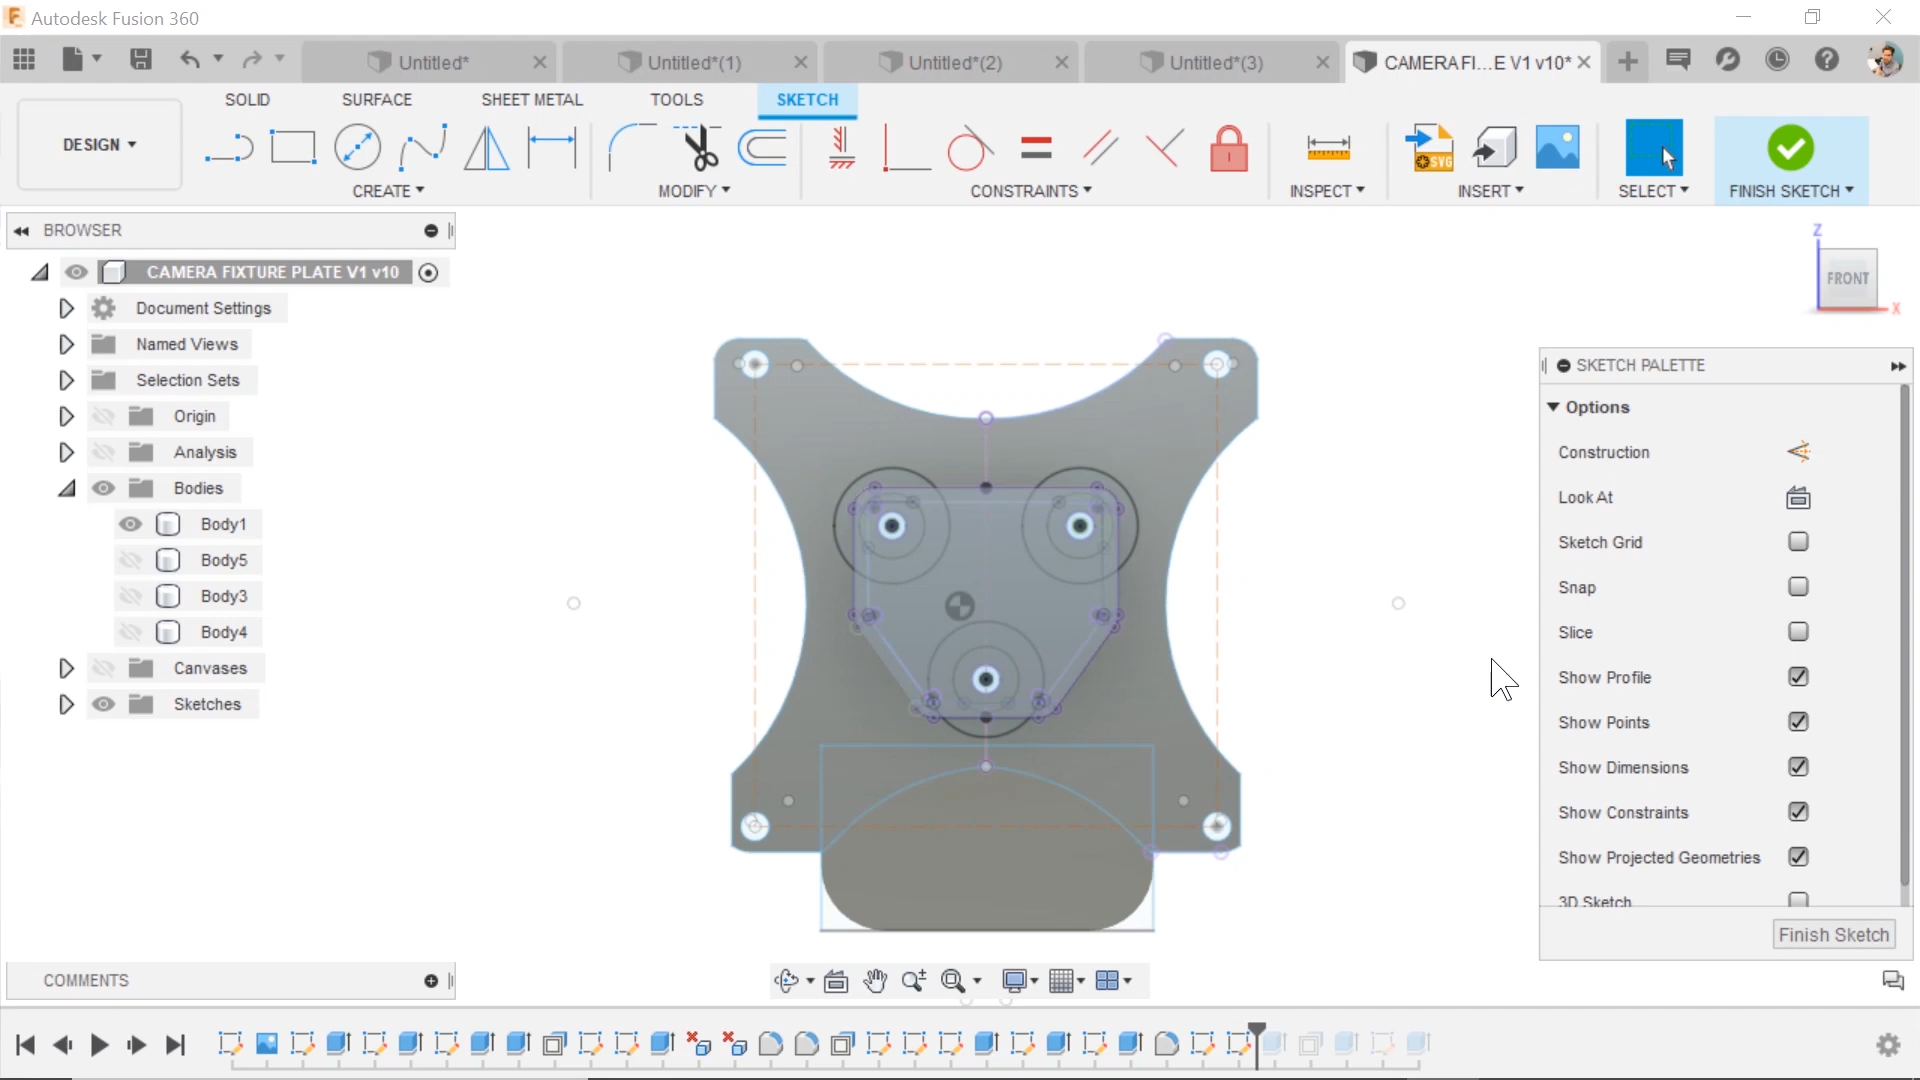 Autodesk Fusion 360
Untitled*
Untitled*(1)
Untitled*(2)
Untitled*(3)
CAMERA FI...E V1 v10*
SOLID
SURFACE
SHEET METAL
TOOLS
SKETCH
DESIGN
SVG
CREATE
MODIFY
CONSTRAINTS
INSPECT
INSERT
SELECT
FINISH SKETCH
BROWSER
CAMERA FIXTURE PLATE V1 v10
Document Settings
Named Views
Selection Sets
Origin
Analysis
Bodies
Body1
Body5
Body3
Body4
Canvases
Sketches
Z
FRONT
X
SKETCH PALETTE
Options
Construction
Look At
Sketch Grid
Snap
Slice
Show Profile
Show Points
Show Dimensions
Show Constraints
Show Projected Geometries
3D Sketch
Finish Sketch
COMMENTS